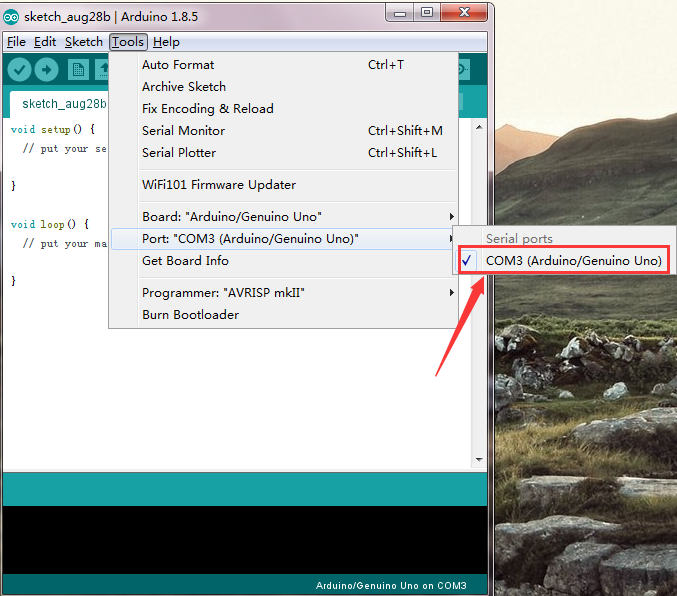 sketch_aug28b | Arduino 1.8.5
File Edit Sketch Tools Help
sketch_aug28b
void setup() {
// put your se
}
void loop() {
// put your ma
}
Auto Format Ctrl+T
Archive Sketch
Fix Encoding & Reload
Serial Monitor Ctrl+Shift+M
Serial Plotter Ctrl+Shift+L
WiFi101 Firmware Updater
Board: "Arduino/Genuino Uno"
Port: "COM3 (Arduino/Genuino Uno)"
Get Board Info
Programmer: "AVRISP mkII"
Burn Bootloader
Serial ports
COM3 (Arduino/Genuino Uno)
Arduino/Genuino Uno on COM3